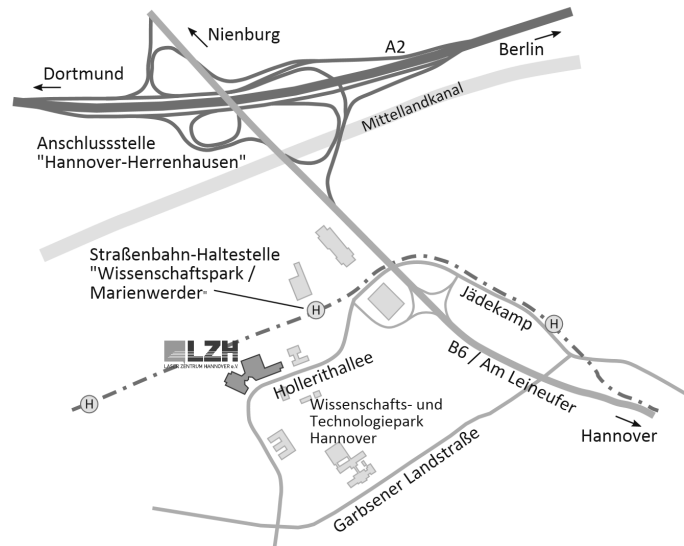 Nienburg
A2
Berlin
Dortmund
Mittellandkanal
Anschlussstelle
"Hannover-Herrenhausen"
Straßenbahn-Haltestelle
"Wissenschaftspark /
Marienwerder"
H
Jädekamp
H
LZH
LASER ZENTRUM HANNOVER e.V.
Hollerithallee
B6 / Am Leineufer
H
Wissenschafts- und
Technologiepark
Hannover
Hannover
Garbsener Landstraße